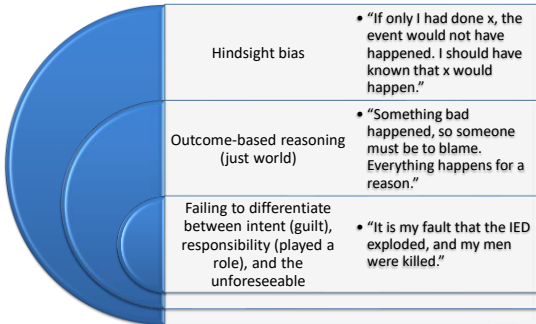 Hindsight bias
• “If only I had done x, the
event would not have
happened. I should have
known that x would
happen.”
Outcome-based reasoning
(just world)
• “Something bad
happened, so someone
must be to blame.
Everything happens for a
reason.”
Failing to differentiate
between intent (guilt),
responsibility (played a
role), and the
unforeseeable
• “It is my fault that the IED
exploded, and my men
were killed.”